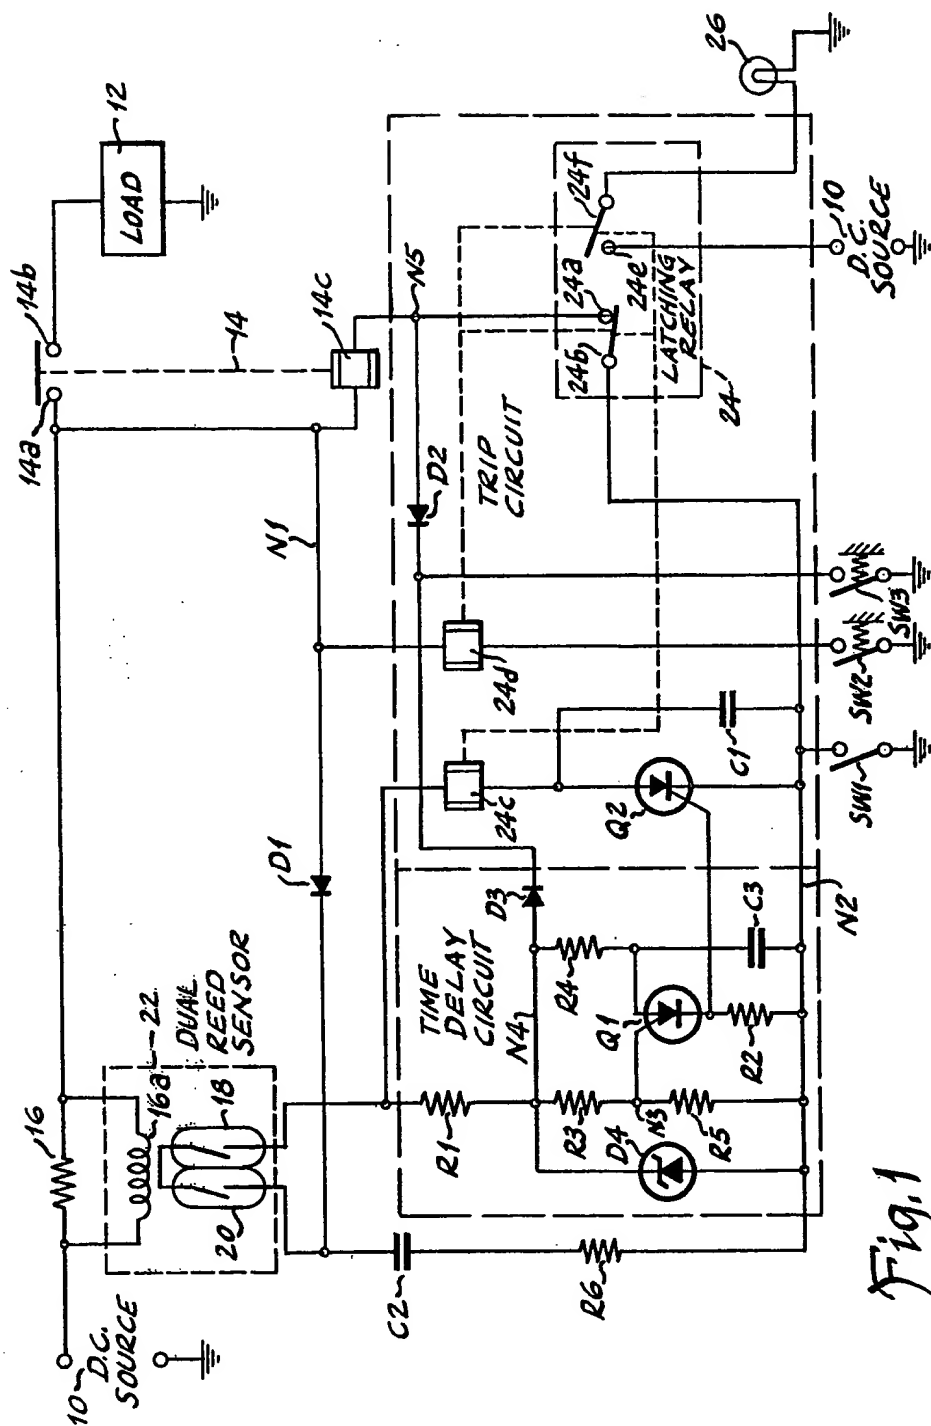 10
D.C.
SOURCE
16
16a
22
DUAL
REED
SENSOR
18
20
D1
N1
14a
14b
14
14c
LOAD
12
C2
R6
TIME
DELAY
CIRCUIT
R1
N4
D3
R3
R4
N3
D4
R5
Q1
R2
C3
N2
24c
24d
Q2
C1
D2
N5
TRIP
CIRCUIT
24a
24b
24e
24f
LATCHING
RELAY
24
26
SW1
SW2
SW3
10
D.C.
SOURCE
Fig.1